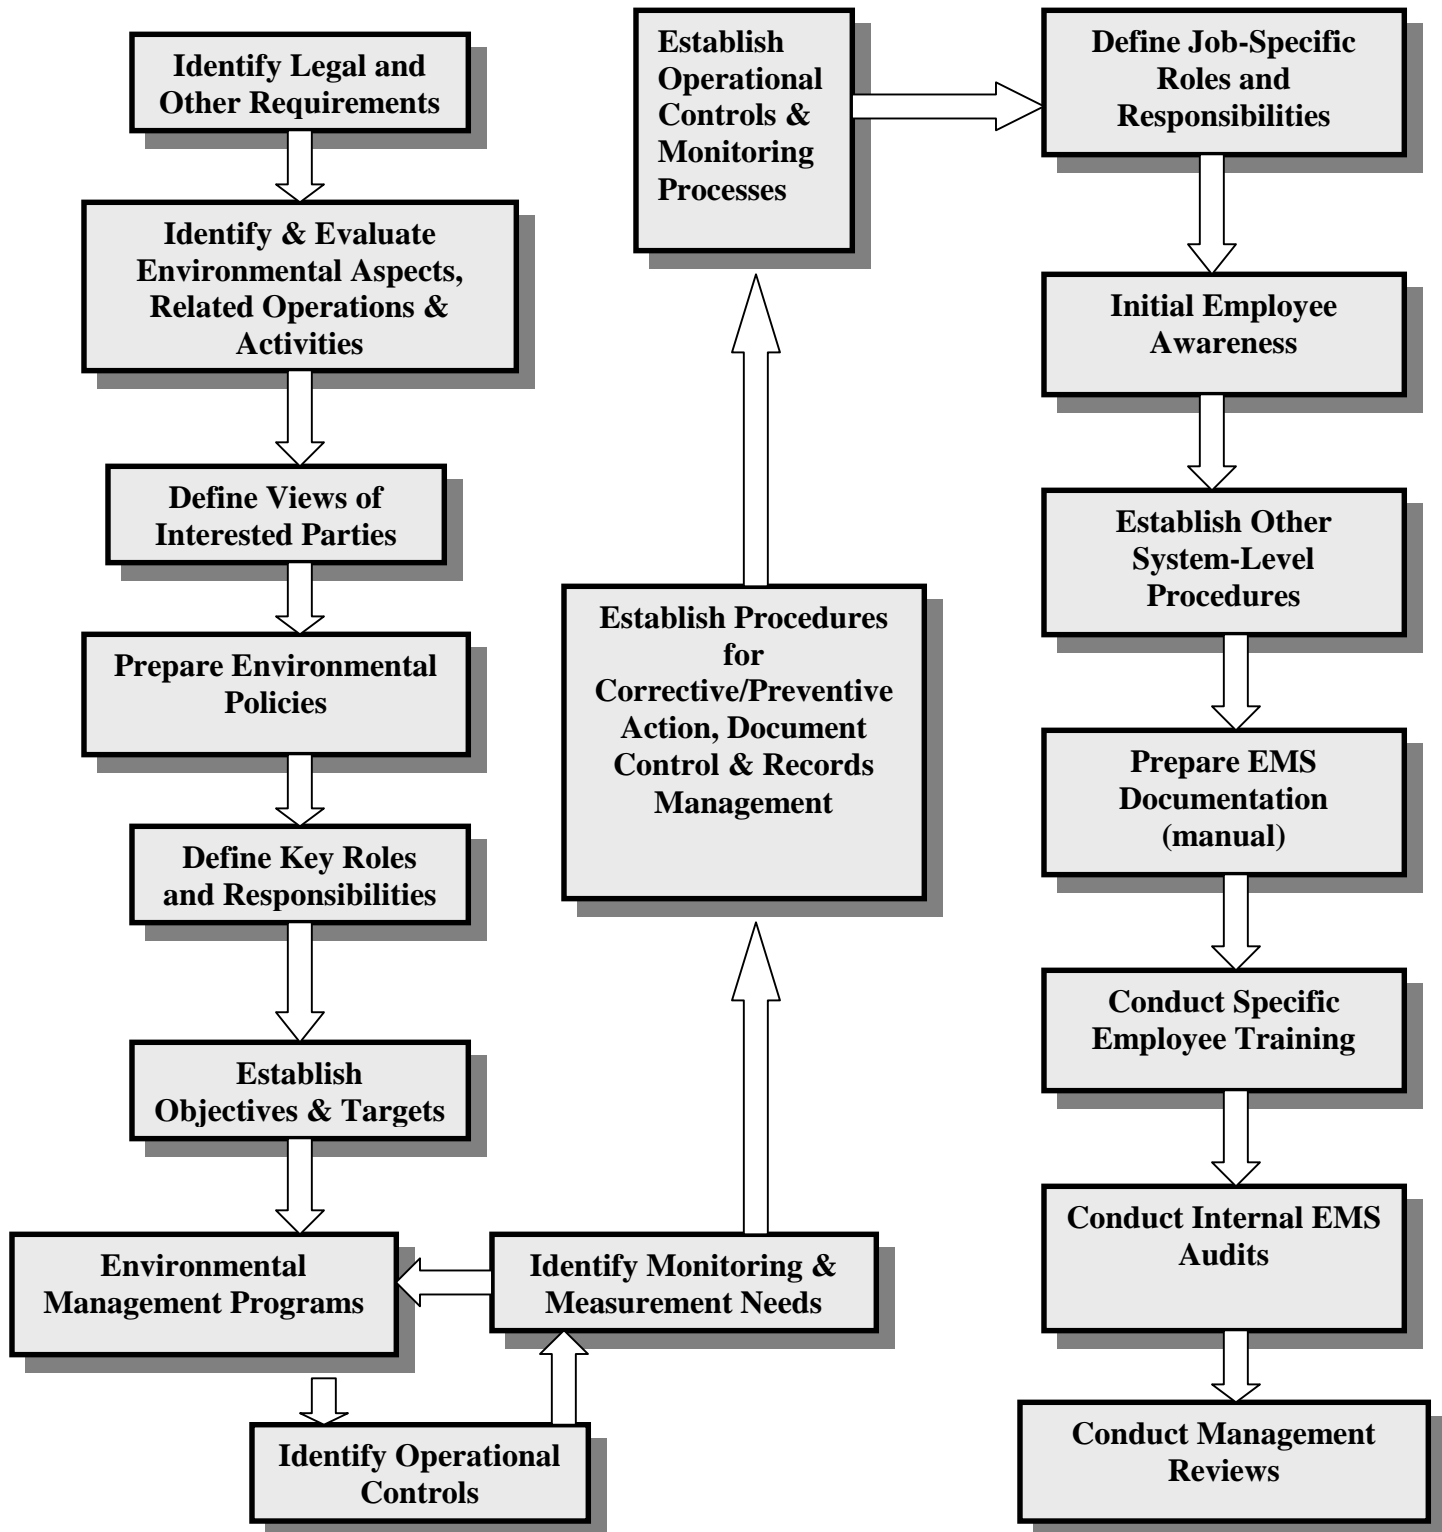 Identify Legal and
Other Requirements
Identify & Evaluate
Environmental Aspects,
Related Operations &
Activities
Define Views of
Interested Parties
Prepare Environmental
Policies
Define Key Roles
and Responsibilities
Establish
Objectives & Targets
Environmental
Management Programs
Identify Operational
Controls
Identify Monitoring &
Measurement Needs
Establish Procedures
for
Corrective/Preventive
Action, Document
Control & Records
Management
Establish
Operational
Controls &
Monitoring
Processes
Define Job-Specific
Roles and
Responsibilities
Initial Employee
Awareness
Establish Other
System-Level
Procedures
Prepare EMS
Documentation
(manual)
Conduct Specific
Employee Training
Conduct Internal EMS
Audits
Conduct Management
Reviews